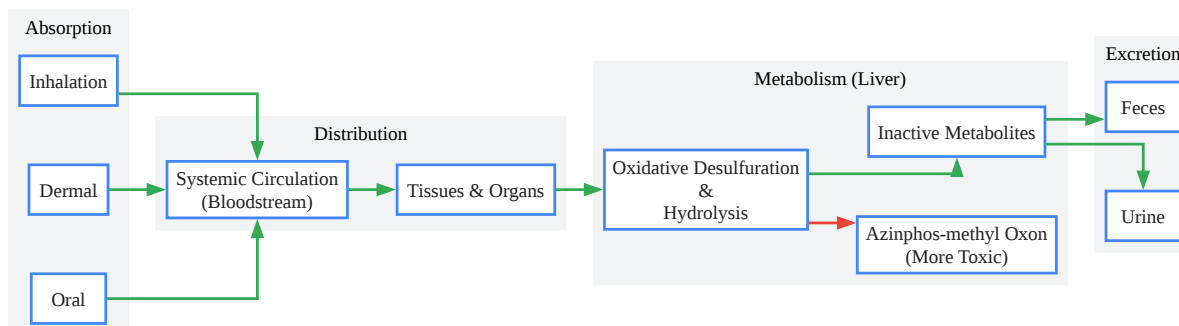 Absorption
Inhalation
Dermal
Oral
Distribution
Systemic Circulation
(Bloodstream)
Tissues & Organs
Metabolism (Liver)
Oxidative Desulfuration
&
Hydrolysis
Inactive Metabolites
Azinphos-methyl Oxon
(More Toxic)
Excretion
Feces
Urine